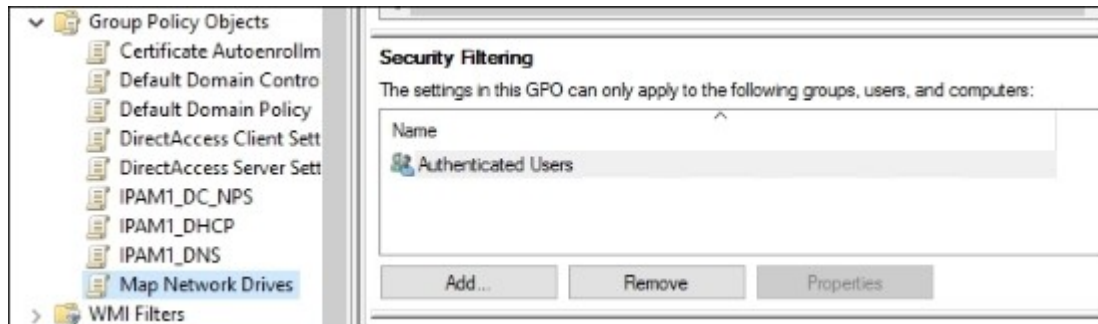 Group Policy Objects
Certificate Autoenrollm
Default Domain Contro
Default Domain Policy
DirectAccess Client Sett
DirectAccess Server Sett
IPAM1_DC_NPS
IPAM1_DHCP
IPAM1_DNS
Map Network Drives
WMI Filters
Security Filtering
The settings in this GPO can only apply to the following groups, users, and computers:
Name
Authenticated Users
Add... Remove Properties